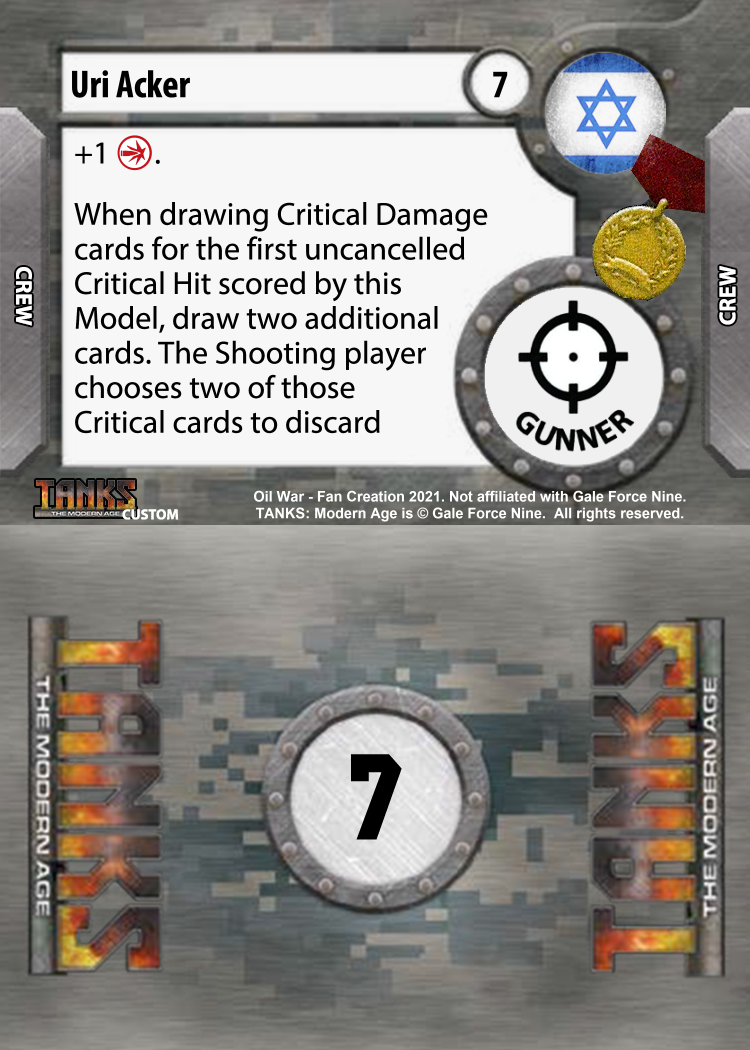 Uri Acker
7
+1 .
When drawing Critical Damage
cards for the first uncancelled
Critical Hit scored by this
Model, draw two additional
cards. The Shooting player
chooses two of those
Critical cards to discard
CREW
CREW
GUNNER
TANKS
THE MODERN AGE
CUSTOM
Oil War - Fan Creation 2021. Not affiliated with Gale Force Nine.
TANKS: Modern Age is © Gale Force Nine.  All rights reserved.
TANKS
THE MODERN AGE
7
TANKS
THE MODERN AGE